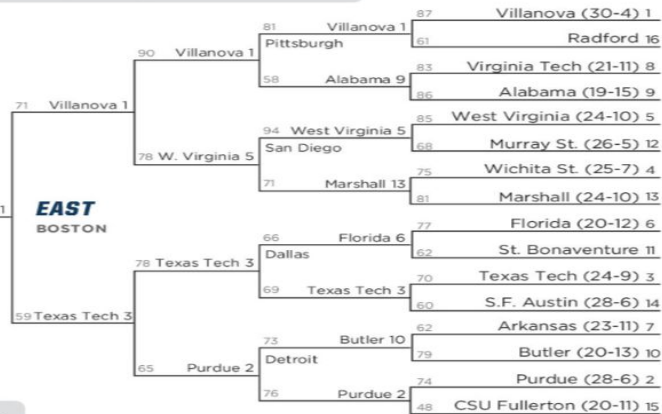 87 Villanova (30-4) 1
81 Villanova 1
61 Radford 16
Pittsburgh
90 Villanova 1
83 Virginia Tech (21-11) 8
58 Alabama 9
86 Alabama (19-15) 9
71 Villanova 1
85 West Virginia (24-10) 5
94 West Virginia 5
68 Murray St. (26-5) 12
San Diego
78 W. Virginia 5
75 Wichita St. (25-7) 4
71 Marshall 13
81 Marshall (24-10) 13
1
EAST
BOSTON
77 Florida (20-12) 6
66 Florida 6
62 St. Bonaventure 11
Dallas
78 Texas Tech 3
70 Texas Tech (24-9) 3
69 Texas Tech 3
60 S.F. Austin (28-6) 14
59 Texas Tech 3
62 Arkansas (23-11) 7
73 Butler 10
79 Butler (20-13) 10
Detroit
65 Purdue 2
74 Purdue (28-6) 2
76 Purdue 2
48 CSU Fullerton (20-11) 15